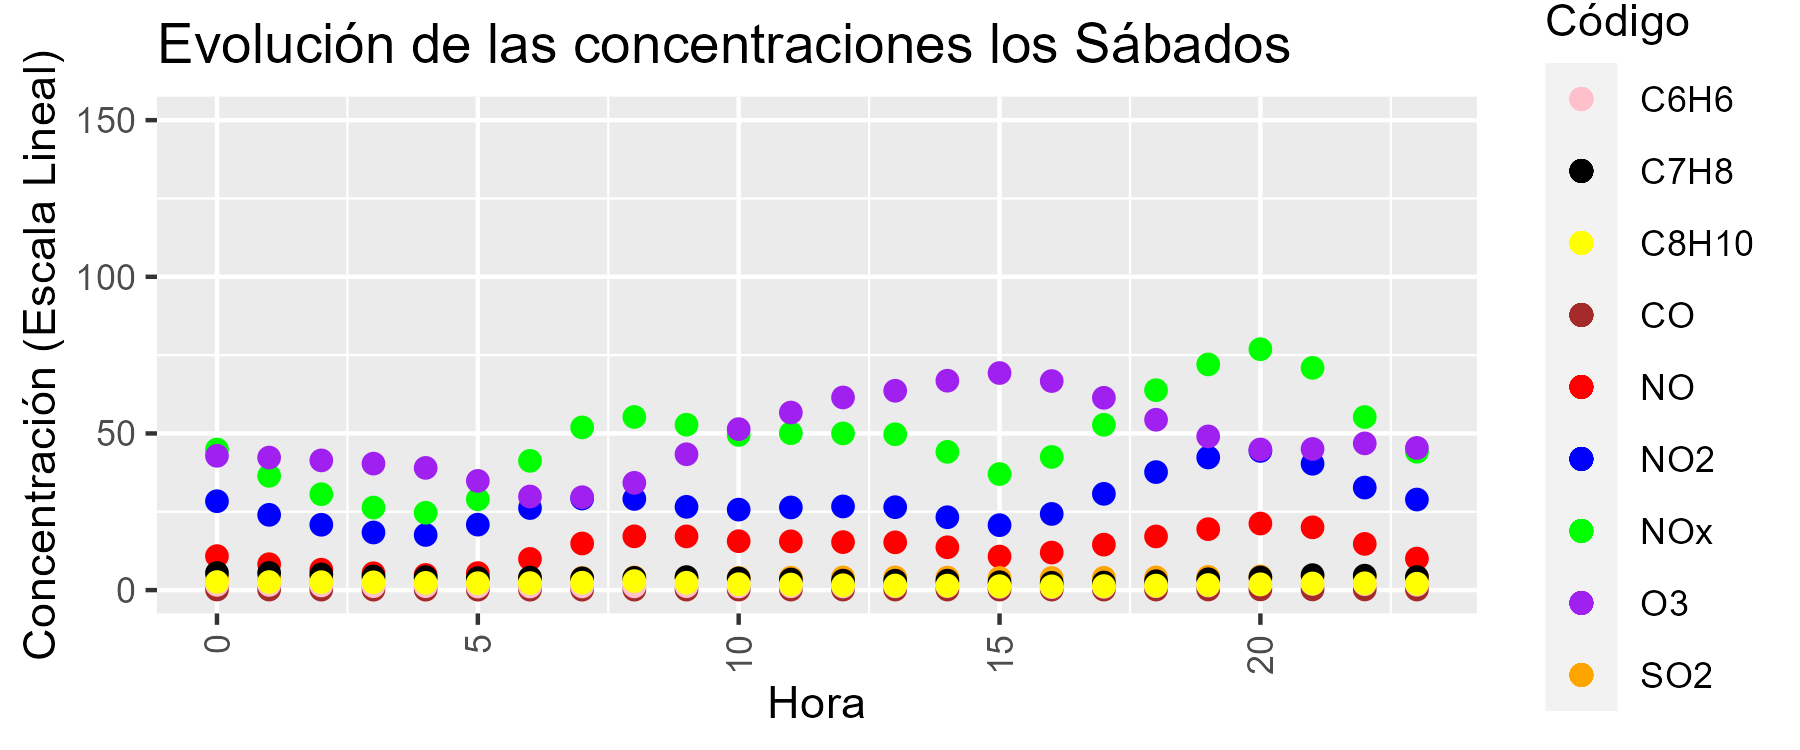 Evolución de las concentraciones los Sábados
Concentración (Escala Lineal)
150
100
50
0
0
5
10
15
20
Hora
Código
C6H6
C7H8
C8H10
CO
NO
NO2
NOx
O3
SO2